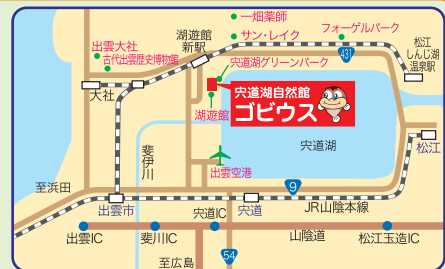 一畑薬師
フォーゲルパーク
湖遊館
新駅
サン・レイク
松江
しんじ湖
温泉駅
出雲大社
古代出雲歴史博物館
宍道湖グリーンパーク
431
大社
宍道湖自然館
ゴビウス
湖遊館
宍道湖
松江
斐伊川
出雲空港
至浜田
9
出雲市
宍道IC
宍道
JR山陰本線
出雲IC
斐川IC
山陰道
松江玉造IC
至広島
54